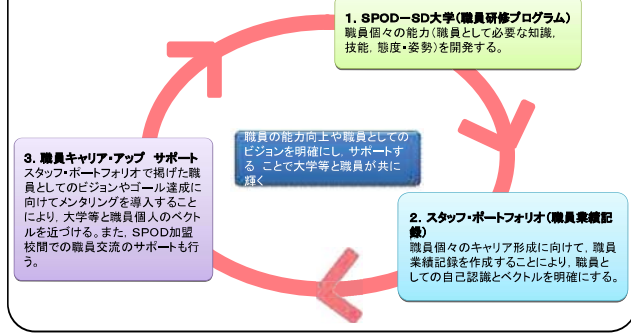 1. SPODーSD大学(職員研修プログラム)
職員個々の能力(職員として必要な知識,
技能, 態度・姿勢)を開発する。
職員の能力向上や職員としての
ビジョンを明確にし, サポートす
る ことで大学等と職員が共に
輝く
3. 職員キャリア・アップ サポート
スタッフ・ポートフォリオで掲げた職
員としてのビジョンやゴール達成に
向けてメンタリングを導入すること
により, 大学等と職員個人のベクト
ルを近づける。また, SPOD加盟
校間での職員交流のサポートも行
う。
2. スタッフ・ポートフォリオ(職員業績記
録)
職員個々のキャリア形成に向けて, 職員
業績記録を作成することにより, 職員と
しての自己認識とベクトルを明確にする。